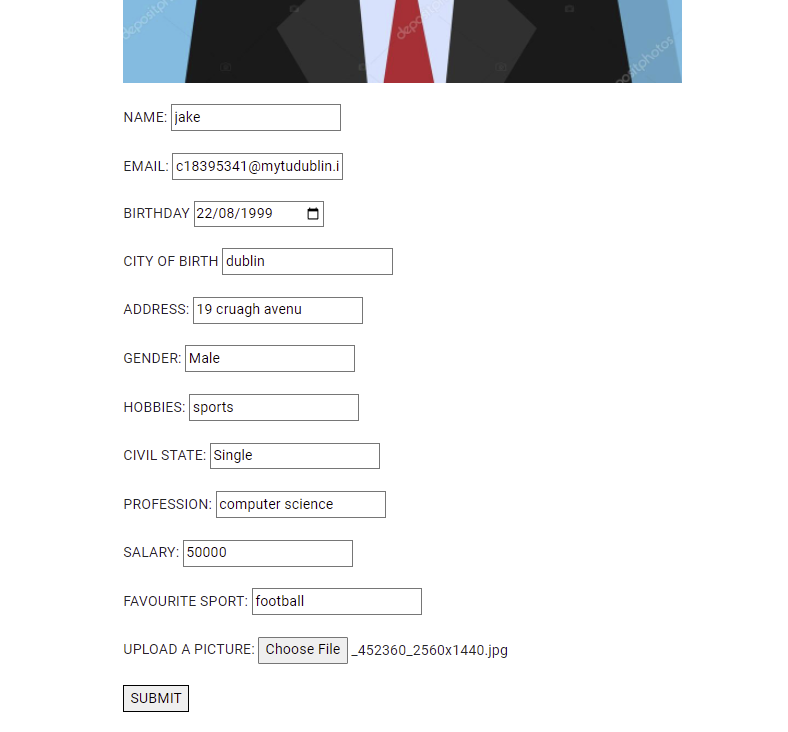 depositphotos
NAME: jake
EMAIL: c18395341@mytudublin.i
BIRTHDAY 22/08/1999
CITY OF BIRTH dublin
ADDRESS: 19 cruagh avenu
GENDER: Male
HOBBIES: sports
CIVIL STATE: Single
PROFESSION: computer science
SALARY: 50000
FAVOURITE SPORT: football
UPLOAD A PICTURE: Choose File _452360_2560x1440.jpg
SUBMIT